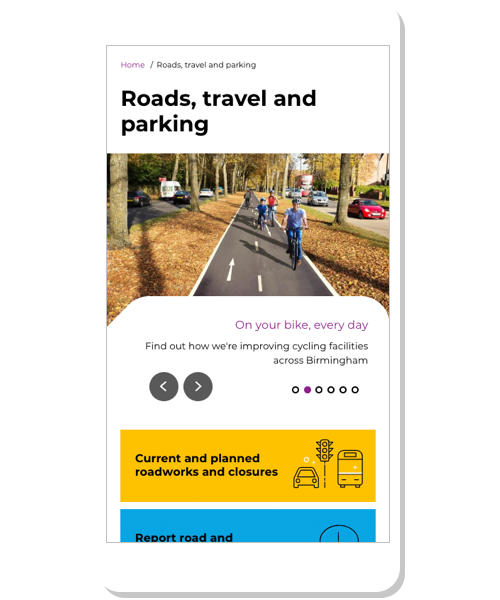 Home / Roads, travel and parking
Roads, travel and
parking
On your bike, every day
Find out how we're improving cycling facilities
across Birmingham
Current and planned
roadworks and closures
Report road and